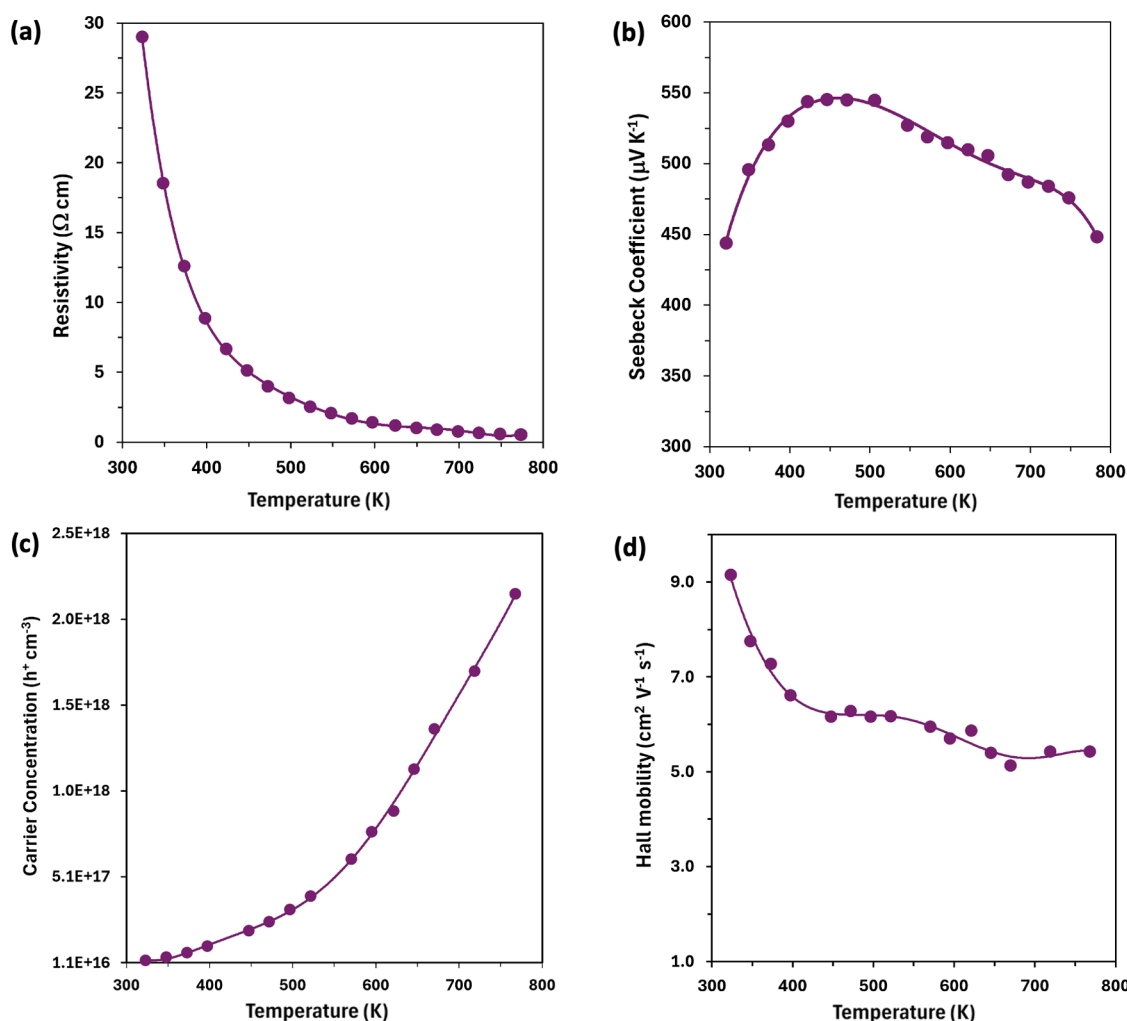 (a)
30
25
20
15
10
5
0
300 400 500 600 700 800
Resistivity (Ω cm)
Temperature (K)
(b)
600
550
500
450
400
350
300
300 400 500 600 700 800
Seebeck Coefficient (µV K⁻¹)
Temperature (K)
(c)
2.5E+18
2.0E+18
1.5E+18
1.0E+18
5.1E+17
1.1E+16
300 400 500 600 700 800
Carrier Concentration (h⁺ cm⁻³)
Temperature (K)
(d)
9.0
7.0
5.0
3.0
1.0
300 400 500 600 700 800
Hall mobility (cm² V⁻¹ s⁻¹)
Temperature (K)